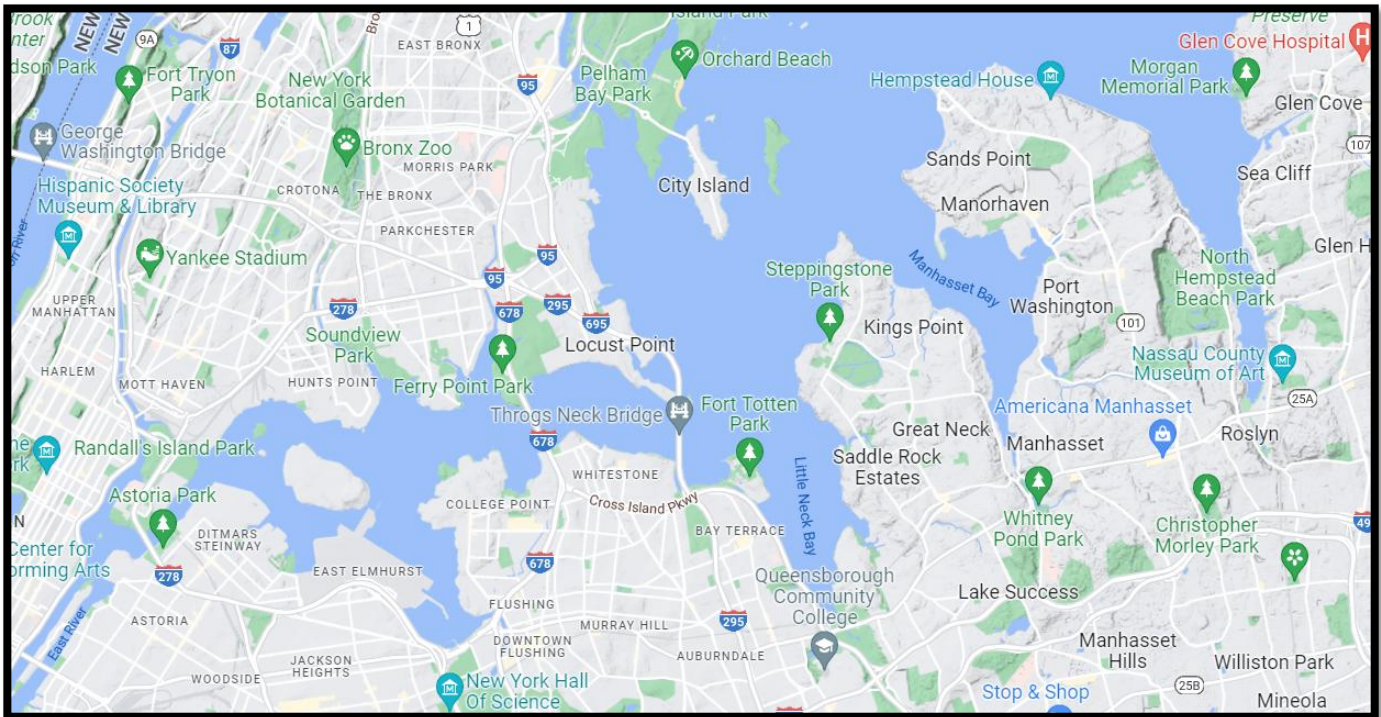 Island Park
Preserve
Brook
NEW
NEW
9A
87
1
EAST BRONX
Orchard Beach
Glen Cove Hospital
H
dson Park
Fort Tryon
Park
New York
Botanical Garden
95
Pelham
Bay Park
Hempstead House
Morgan
Memorial Park
Glen Cove
George
Washington Bridge
Bronx Zoo
MORRIS PARK
107
Hispanic Society
Museum & Library
CROTONA
THE BRONX
City Island
Sands Point
Sea Cliff
Manorhaven
PARKCHESTER
Yankee Stadium
95
95
Steppingstone
Park
Manhasset Bay
North
Hempstead
Beach Park
Glen H
UPPER
MANHATTAN
278
678
295
695
Port
Washington
101
Kings Point
Soundview
Park
Locust Point
HARLEM
MOTT HAVEN
HUNTS POINT
Ferry Point Park
Nassau County
Museum of Art
25A
Throgs Neck Bridge
Fort Totten
Park
Americana Manhasset
Randall's Island Park
678
Great Neck
Manhasset
Roslyn
Saddle Rock
Estates
WHITESTONE
Little Neck Bay
Astoria Park
COLLEGE POINT
Cross Island Pkwy
BAY TERRACE
Whitney
Pond Park
Christopher
Morley Park
49
N
DITMARS
STEINWAY
Center for
orming Arts
278
EAST ELMHURST
678
Queensborough
Community
College
Lake Success
East River
ASTORIA
FLUSHING
MURRAY HILL
295
DOWNTOWN
FLUSHING
AUBURNDALE
Manhasset
Hills
Williston Park
JACKSON
HEIGHTS
WOODSIDE
New York Hall
Of Science
Stop & Shop
25B
Mineola